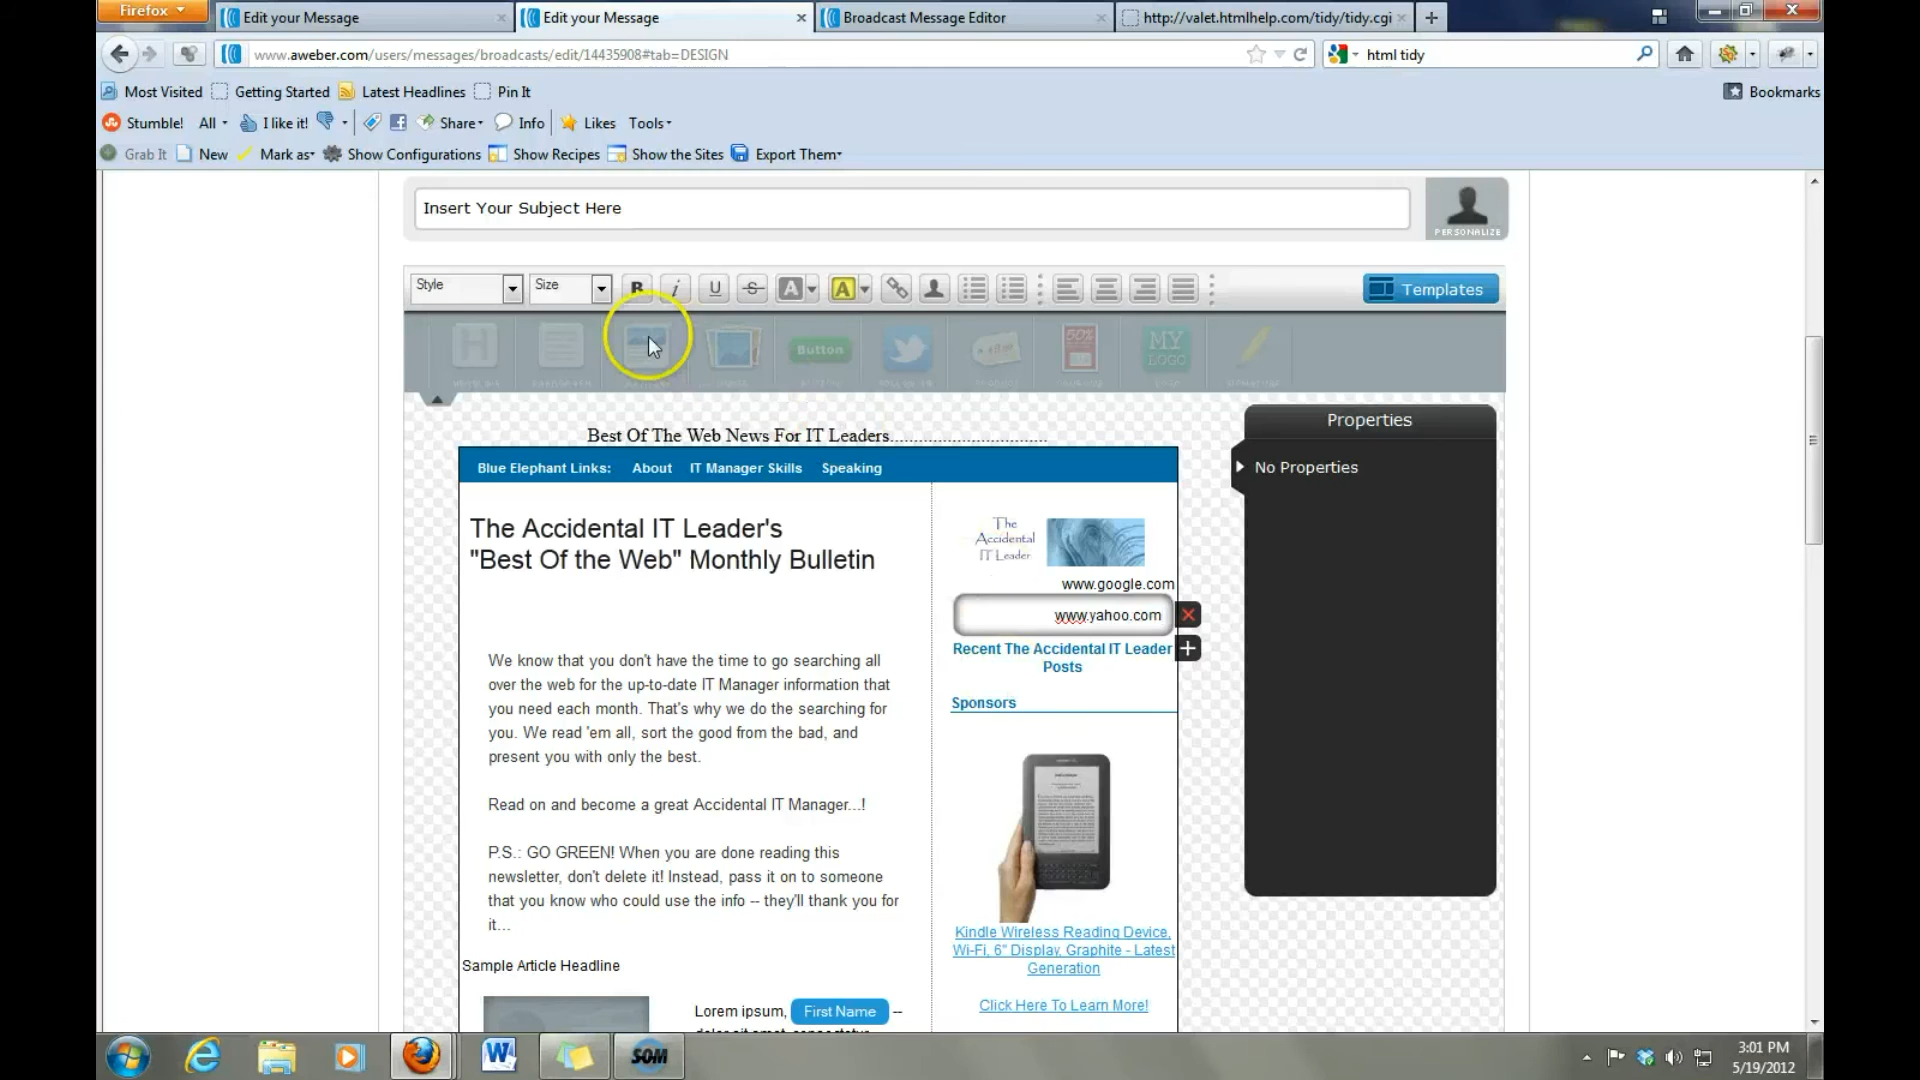 Firefox
Edit your Message
Edit your Message
Broadcast Message Editor
http://valet.htmlhelp.com/tidy/tidy.cgi
www.aweber.com/users/messages/broadcasts/edit/14435908#tab=DESIGN
html tidy
Most Visited Getting Started Latest Headlines Pin It
Bookmarks
Stumble! All I like it! Share Info Likes Tools
Grab It New Mark as Show Configurations Show Recipes Show the Sites Export Them
Insert Your Subject Here
PERSONALIZE
Style Size B i U S A A
Templates
H Button 50% MY LOGO
Properties
No Properties
Best Of The Web News For IT Leaders................................
Blue Elephant Links: About IT Manager Skills Speaking
The Accidental IT Leader's
"Best Of the Web" Monthly Bulletin
We know that you don't have the time to go searching all
over the web for the up-to-date IT Manager information that
you need each month. That's why we do the searching for
you. We read 'em all, sort the good from the bad, and
present you with only the best.
Read on and become a great Accidental IT Manager...!
P.S.: GO GREEN! When you are done reading this
newsletter, don't delete it! Instead, pass it on to someone
that you know who could use the info -- they'll thank you for
it...
Sample Article Headline
Lorem ipsum, First Name --
The
Accidental
IT Leader
www.google.com
www.yahoo.com
Recent The Accidental IT Leader
Posts
Sponsors
Kindle Wireless Reading Device,
Wi-Fi, 6" Display, Graphite - Latest
Generation
Click Here To Learn More!
SOM
3:01 PM
5/19/2012